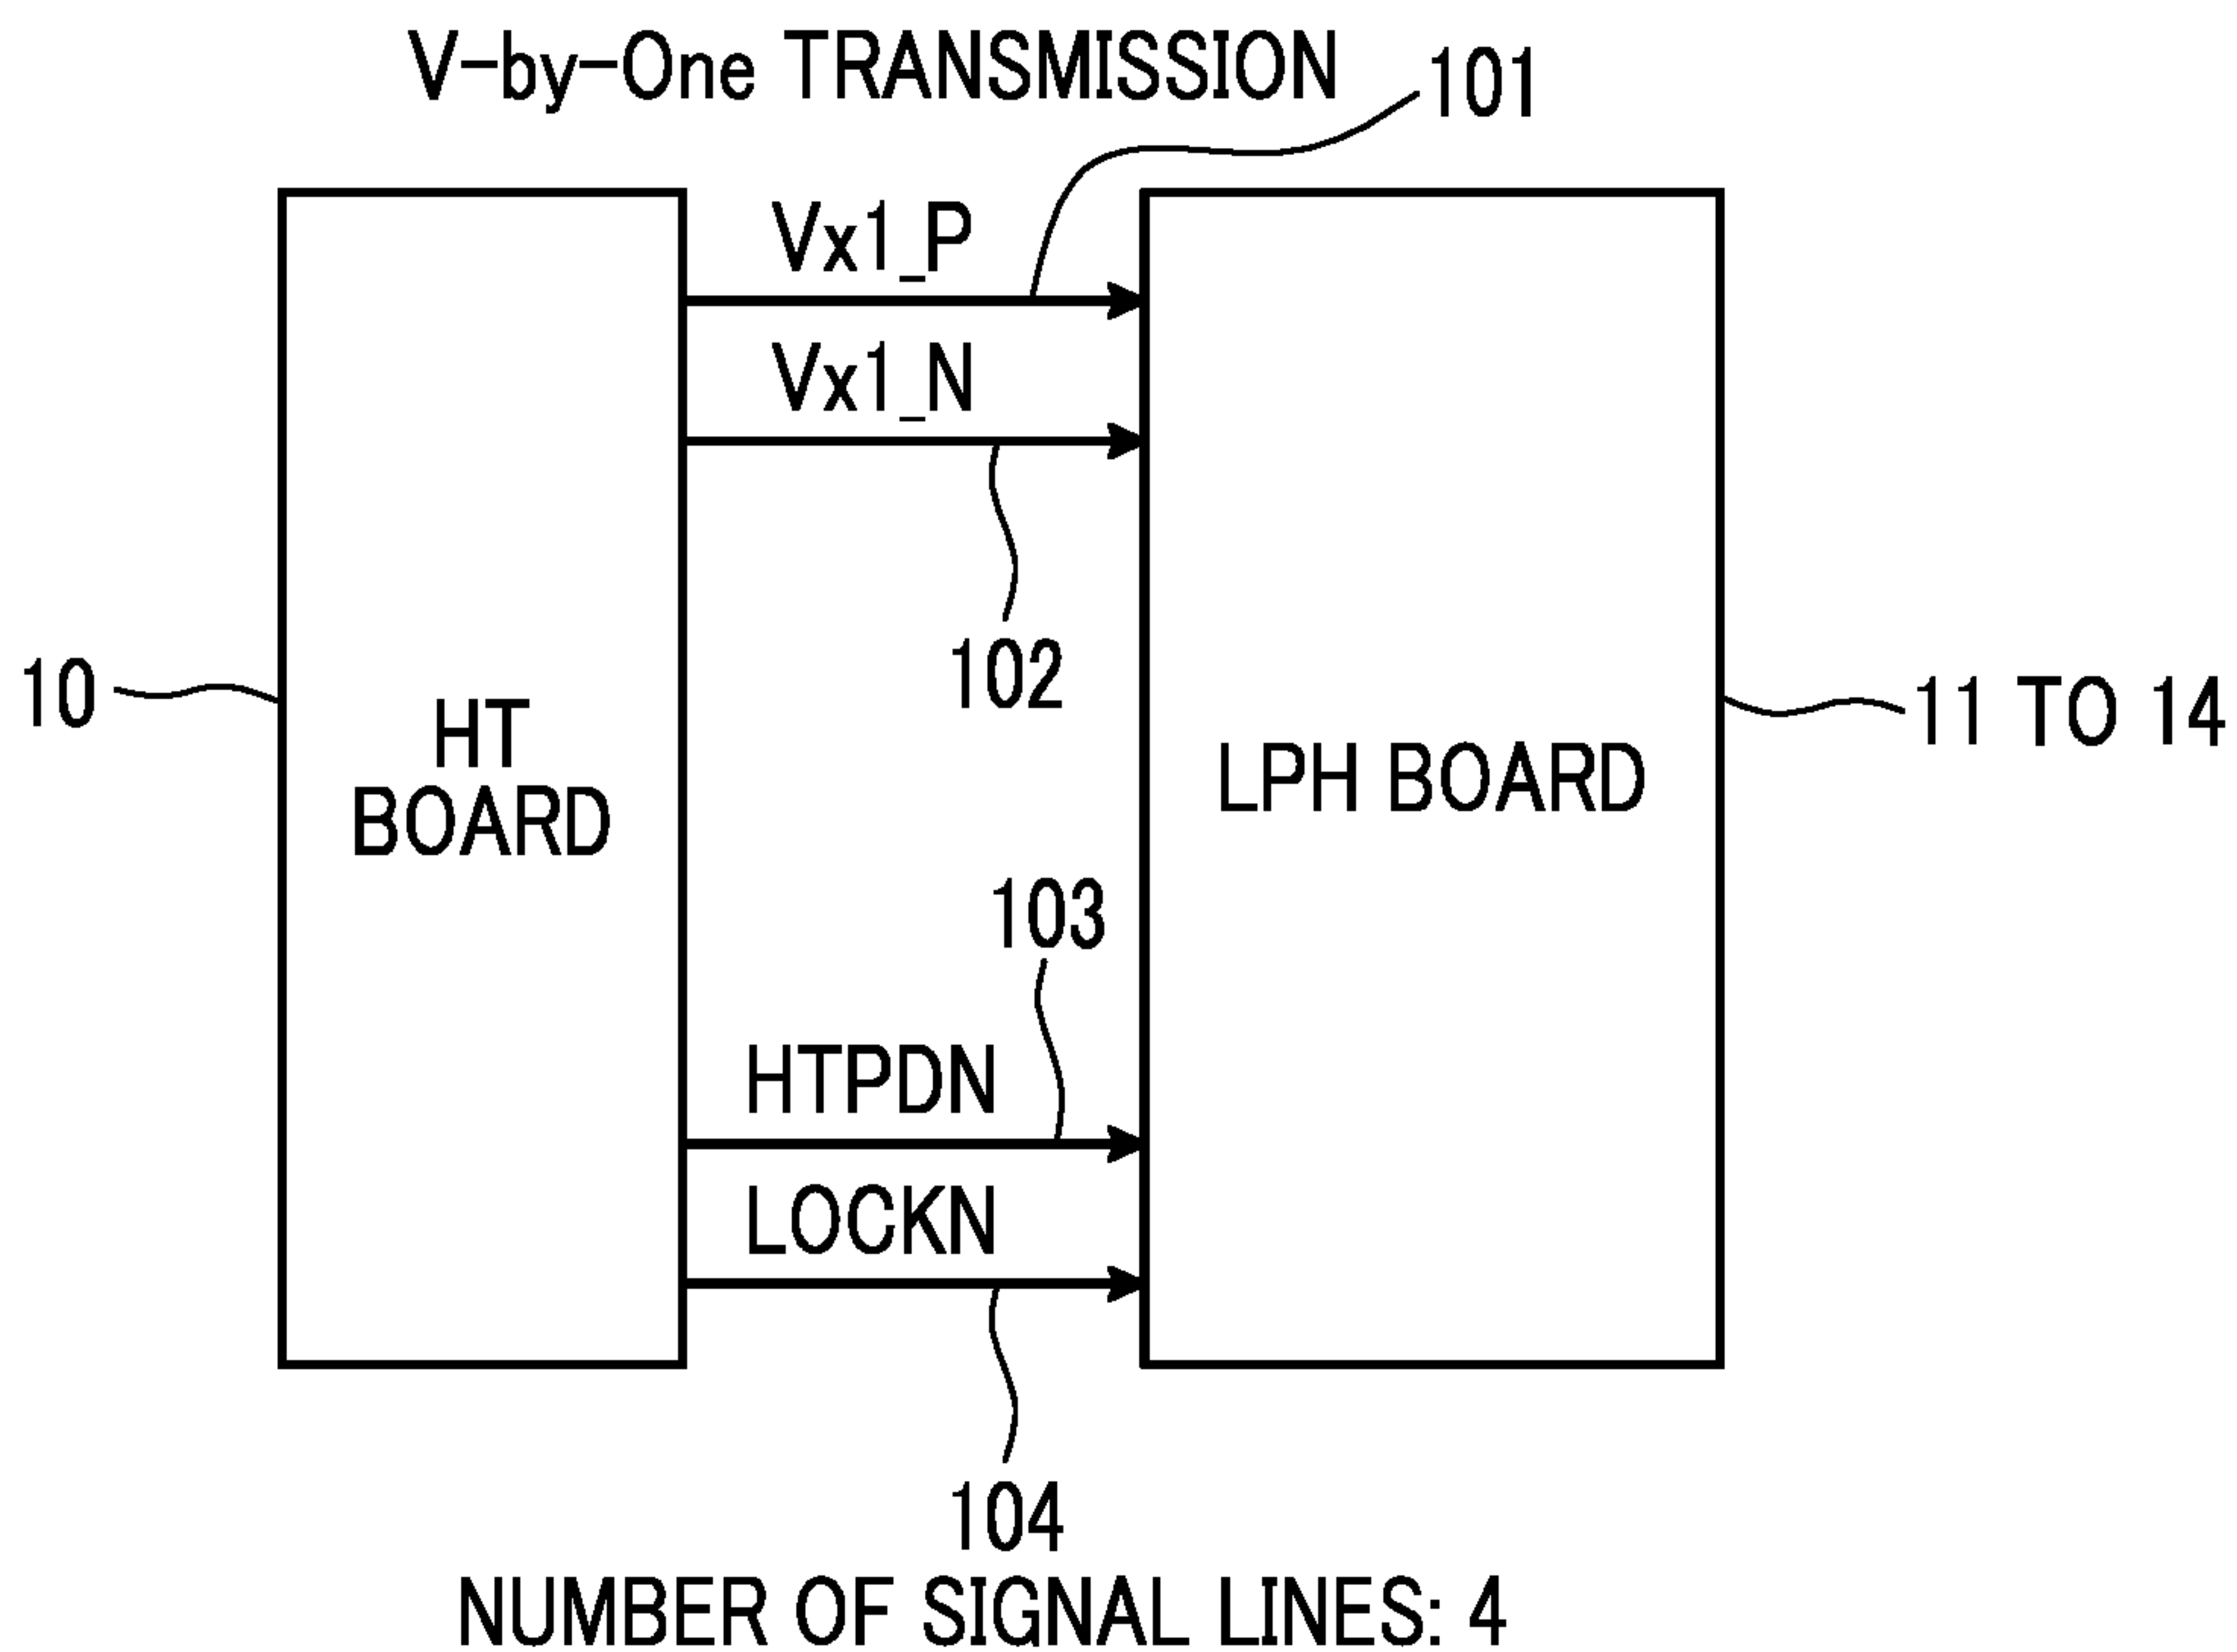 V-by-One TRANSMISSION
101
Vx1_P
Vx1_N
102
10
HT
BOARD
LPH BOARD
11 TO 14
103
HTPDN
LOCKN
104
NUMBER OF SIGNAL LINES: 4